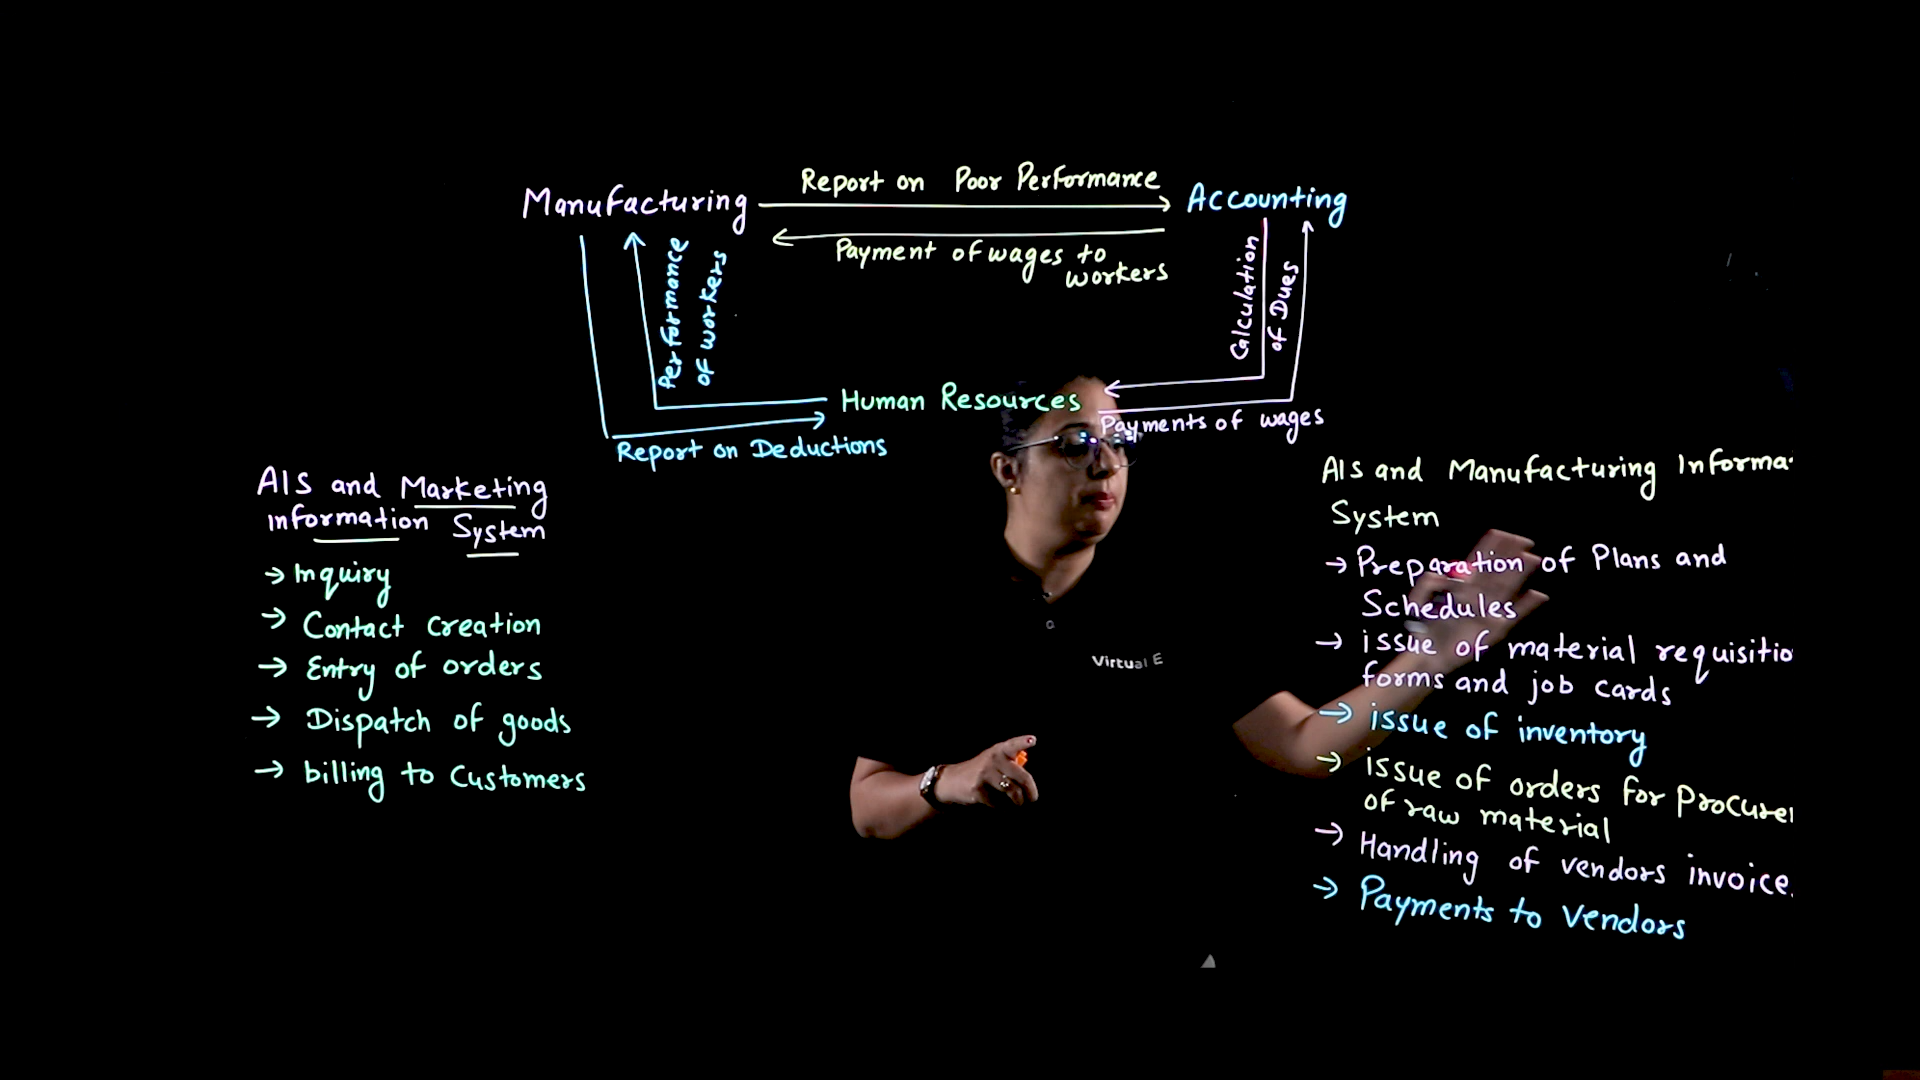 Report on Poor Performance
Manufacturing
Accounting
Payment of wages to
workers
Performance
of workers
Calculation
of Dues
Human Resources
Payments of wages
Report on Deductions
AIS and Marketing
Information System
→ Inquiry
→ Contact Creation
→ Entry of orders
→ Dispatch of goods
→ billing to Customers
AIS and Manufacturing Informa
System
→ Preparation of Plans and
Schedules
→ issue of material requisitio
forms and job cards
→ issue of inventory
→ issue of orders for Procure
of raw material
→ Handling of vendors invoice
→ Payments to Vendors
Virtual E